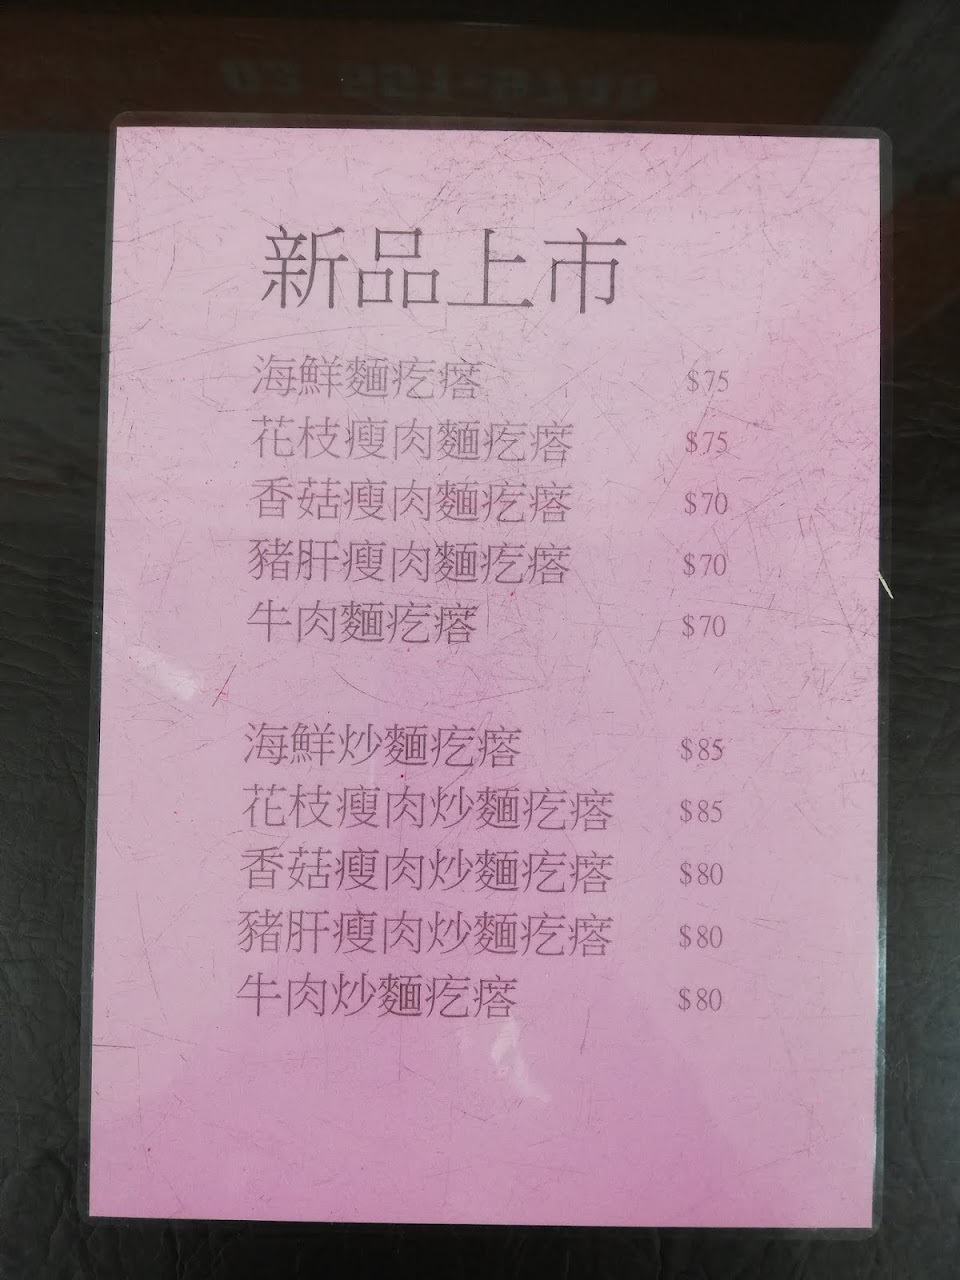 新品上市
海鮮麵疙瘩 $75
花枝瘦肉麵疙瘩 $75
香菇瘦肉麵疙瘩 $70
豬肝瘦肉麵疙瘩 $70
牛肉麵疙瘩 $70
海鮮炒麵疙瘩 $85
花枝瘦肉炒麵疙瘩 $85
香菇瘦肉炒麵疙瘩 $80
豬肝瘦肉炒麵疙瘩 $80
牛肉炒麵疙瘩 $80